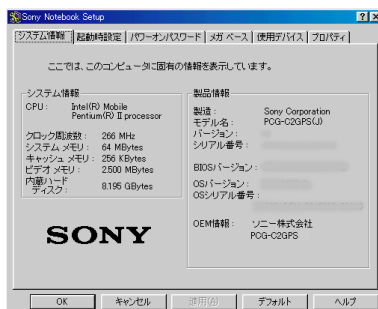 Sony Notebook Setup
システム情報 起動時設定 パワーオンパスワード メガ ベース 使用デバイス プロパティ
ここでは、このコンピュータに固有の情報を表示しています。
システム情報
CPU: Intel(R) Mobile
Pentium(R) II processor
クロック周波数: 266 MHz
システム メモリ: 64 MBytes
キャッシュ メモリ: 256 KBytes
ビデオ メモリ: 2.500 MBytes
内蔵ハード
ディスク: 8.195 GBytes
SONY
製品情報
製造: Sony Corporation
モデル名: PCG-C2GPS(J)
バージョン:
シリアル番号:
BIOSバージョン:
OSバージョン:
OSシリアル番号:
OEM情報: ソニー株式会社
PCG-C2GPS
OK キャンセル 適用(A) デフォルト ヘルプ